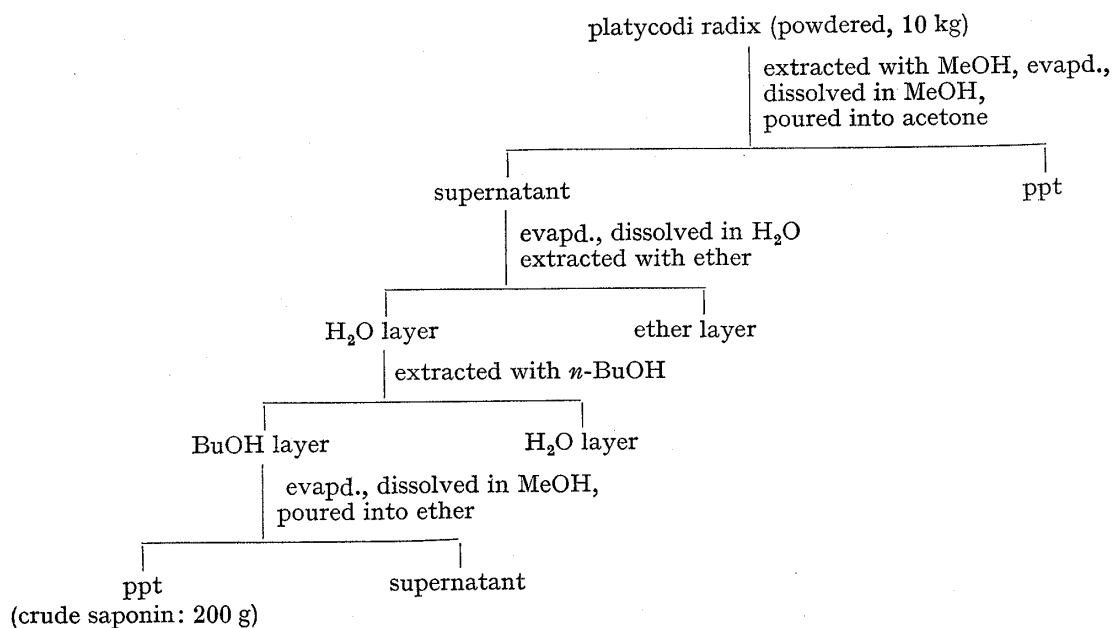 platycodi radix (powdered, 10 kg)
extracted with MeOH, evapd.,
dissolved in MeOH,
poured into acetone
supernatant
ppt
evapd., dissolved in H₂O
extracted with ether
H₂O layer
ether layer
extracted with n-BuOH
BuOH layer
H₂O layer
evapd., dissolved in MeOH,
poured into ether
ppt
supernatant
(crude saponin: 200 g)